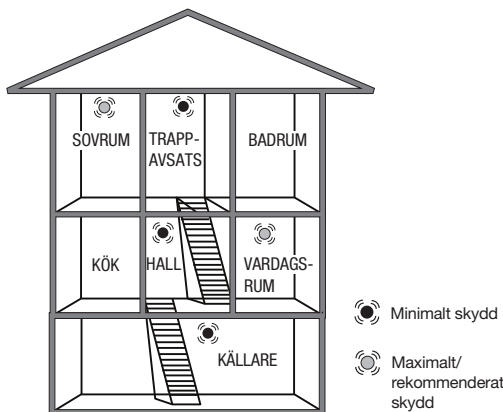 SOVRUM
TRAPP-
AVSATS
BADRUM
KÖK
HALL
VARDAGS-
RUM
KÄLLARE
Minimalt skydd
Maximalt/
rekommenderat
skydd